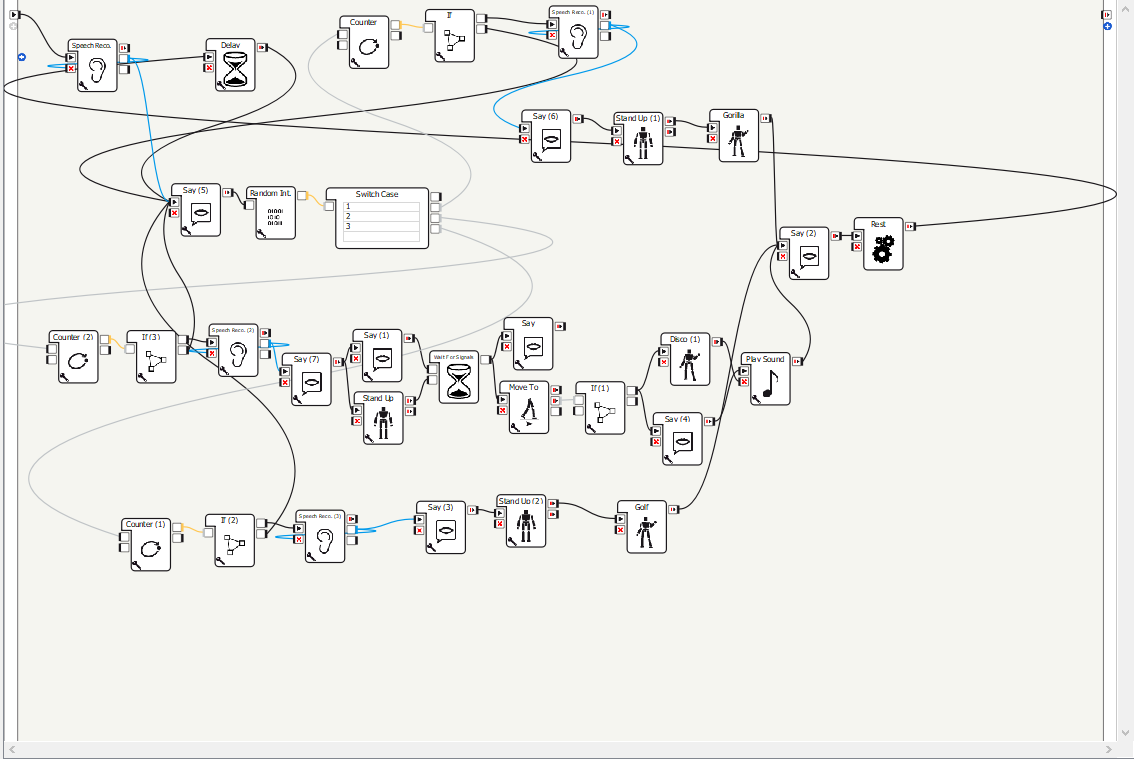 Speech Reco.
Delay
Counter
If
Speech Reco. (1)
Say (6)
Stand Up (1)
Gorilla
Say (5)
Random Int.
Switch Case
1
2
3
Say (2)
Rest
Counter (2)
If (3)
Speech Reco. (2)
Say (7)
Say (1)
Stand Up
Wait For Signals
Say
Move To
If (1)
Disco (1)
Say (4)
Play Sound
Counter (1)
If (2)
Speech Reco. (3)
Say (3)
Stand Up (2)
Golf